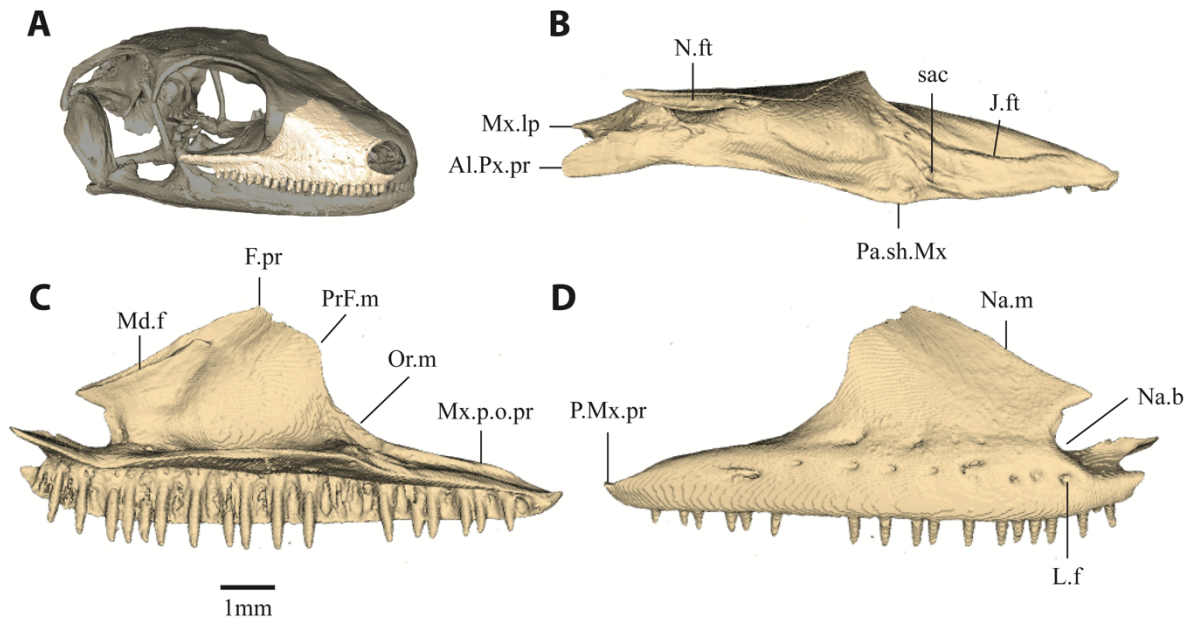 A
B
N.ft
sac
J.ft
Mx.lp
Al.Px.pr
Pa.sh.Mx
C
F.pr
PrF.m
Md.f
Or.m
Mx.p.o.pr
1mm
D
Na.m
Na.b
P.Mx.pr
L.f